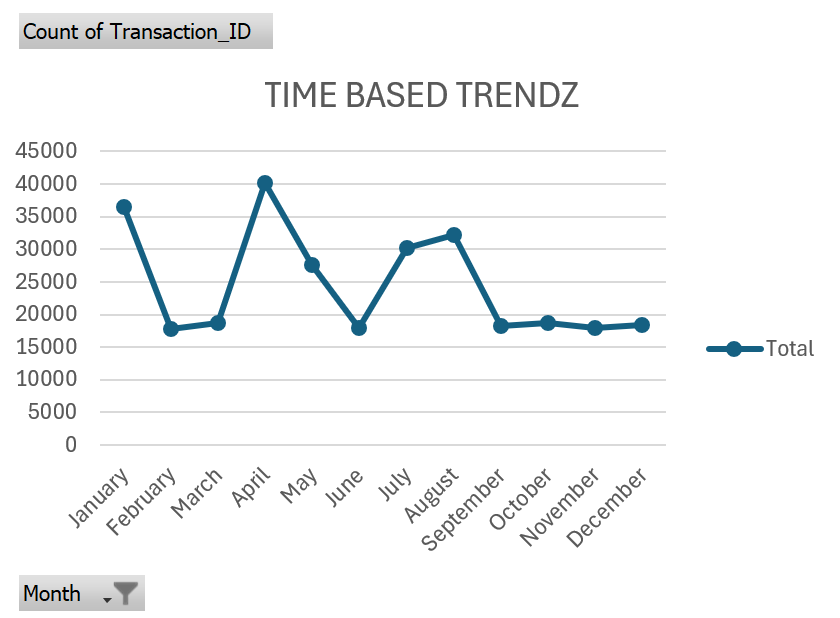 Count of Transaction_ID
TIME BASED TRENDZ
45000
40000
35000
30000
25000
20000
15000
10000
5000
0
January
February
March
April
May
June
July
August
September
October
November
December
Total
Month